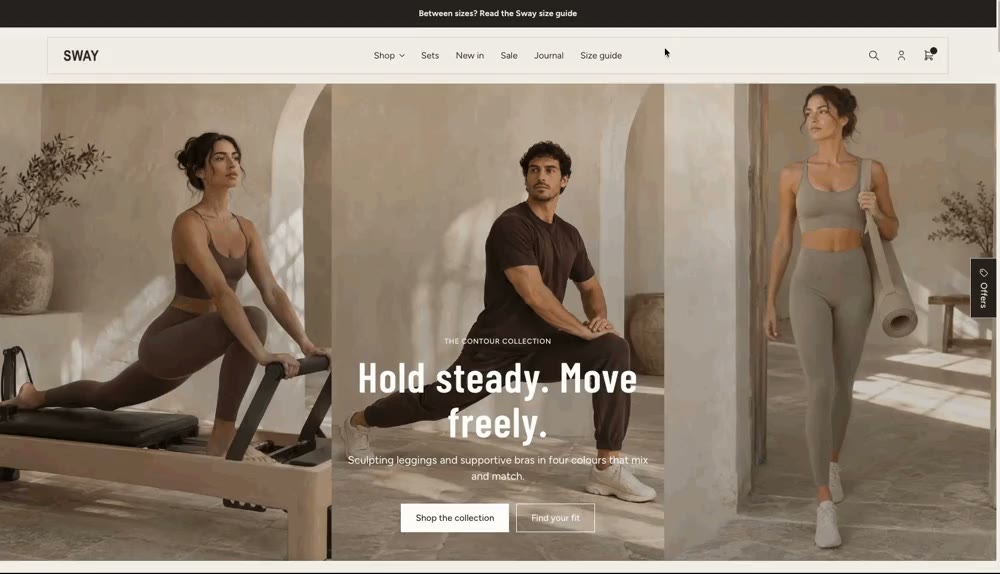 Between sizes? Read the Sway size guide
SWAY
Shop
Sets
New in
Sale
Journal
Size guide
Offers
THE CONTOUR COLLECTION
Hold steady. Move
freely.
Sculpting leggings and supportive bras in four colours that mix
and match.
Shop the collection
Find your fit